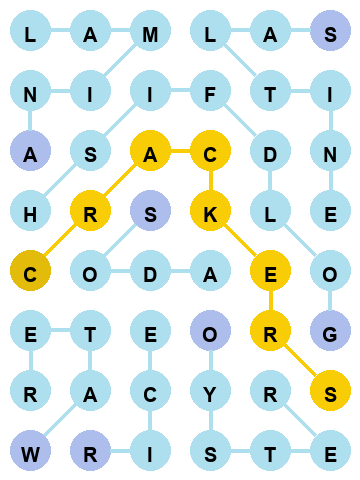 L A M L A S
N I I F T I
A S A C D N
H R S K L E
C O D A E O
E T E O R G
R A C Y R S
W R I S T E